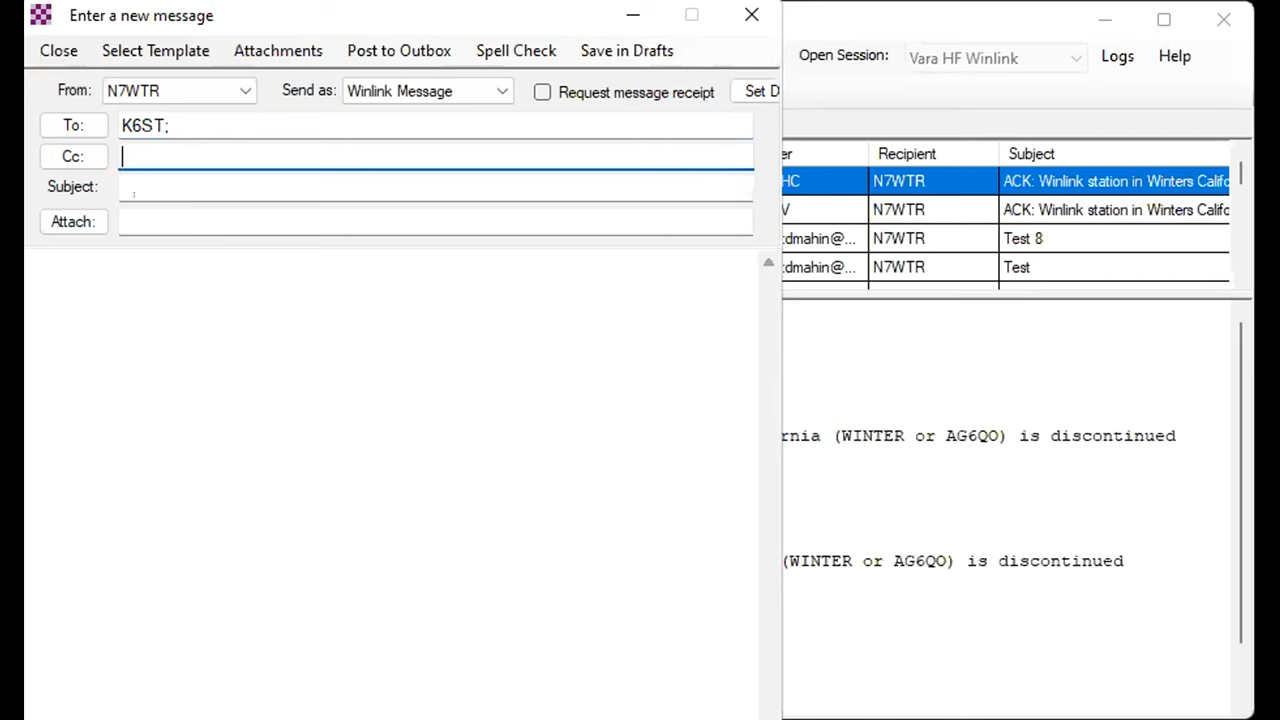 Enter a new message
Close Select Template Attachments Post to Outbox Spell Check Save in Drafts
From: N7WTR Send as: Winlink Message Request message receipt Set D
To: K6ST;
Cc:
Subject:
Attach:
Open Session: Vara HF Winlink Logs Help
er Recipient Subject
HC N7WTR ACK: Winlink station in Winters Califo
V N7WTR ACK: Winlink station in Winters Califo
tdmahin@... N7WTR Test 8
tdmahin@... N7WTR Test
rnia (WINTER or AG6QO) is discontinued
(WINTER or AG6QO) is discontinued